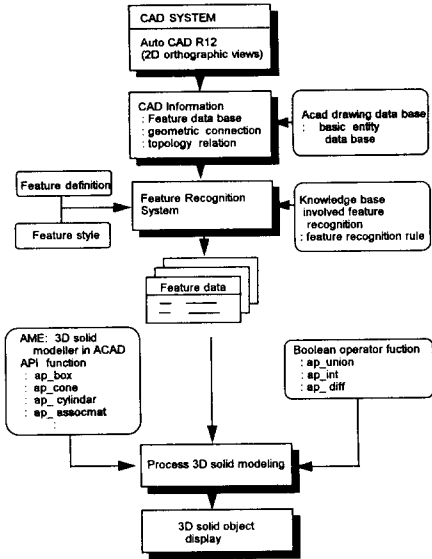 CAD SYSTEM
Auto CAD R12
(2D orthographic views)
CAD Information
: Feature data base
: geometric connection
: topology relation
Acad drawing data base
: basic entity
data base
Feature definition
Feature style
Feature Recognition
System
Knowledge base
involved feature
recognition
: feature recognition rule
Feature data
AME: 3D solid
modeller in ACAD
API function
: ap_box
: ap_cone
: ap_ cylindar
: ap_ assocmat
:
Boolean operator fuction
: ap_union
: ap_int
: ap_ diff
Process 3D solid modeling
3D solid object
display